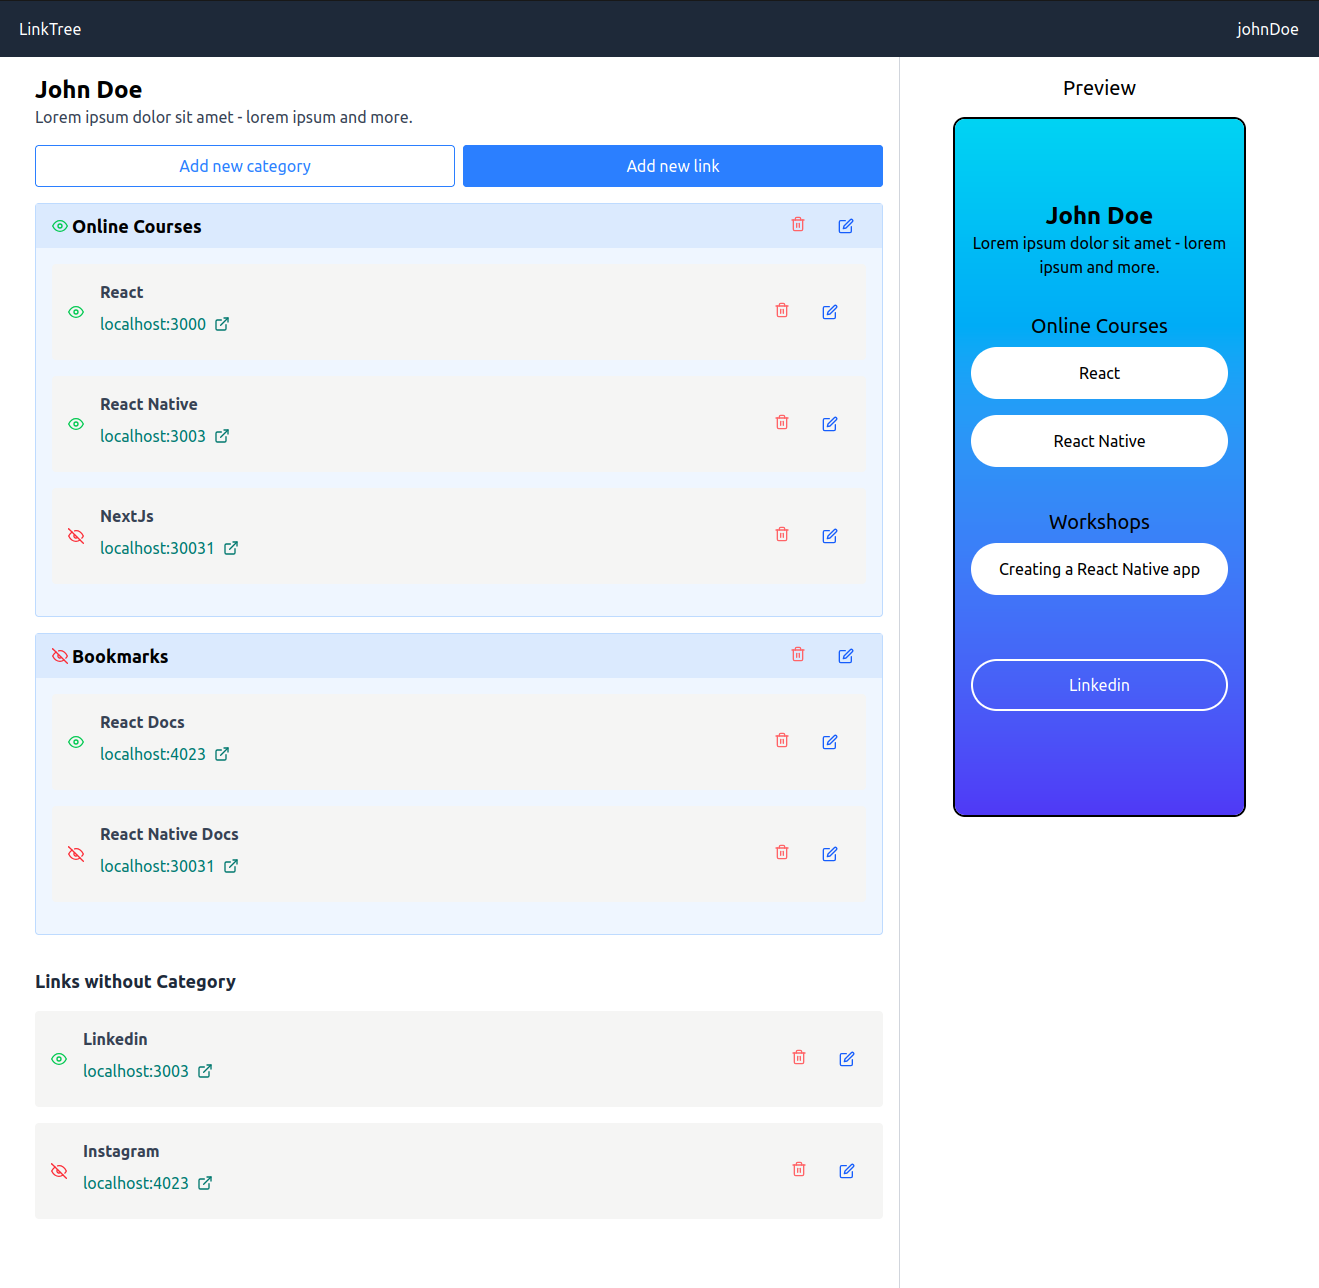 LinkTree
johnDoe
John Doe
Lorem ipsum dolor sit amet - lorem ipsum and more.
Add new category
Add new link
Online Courses
React
localhost:3000
React Native
localhost:3003
NextJs
localhost:30031
Bookmarks
React Docs
localhost:4023
React Native Docs
localhost:30031
Links without Category
Linkedin
localhost:3003
Instagram
localhost:4023
Preview
John Doe
Lorem ipsum dolor sit amet - lorem
ipsum and more.
Online Courses
React
React Native
Workshops
Creating a React Native app
Linkedin